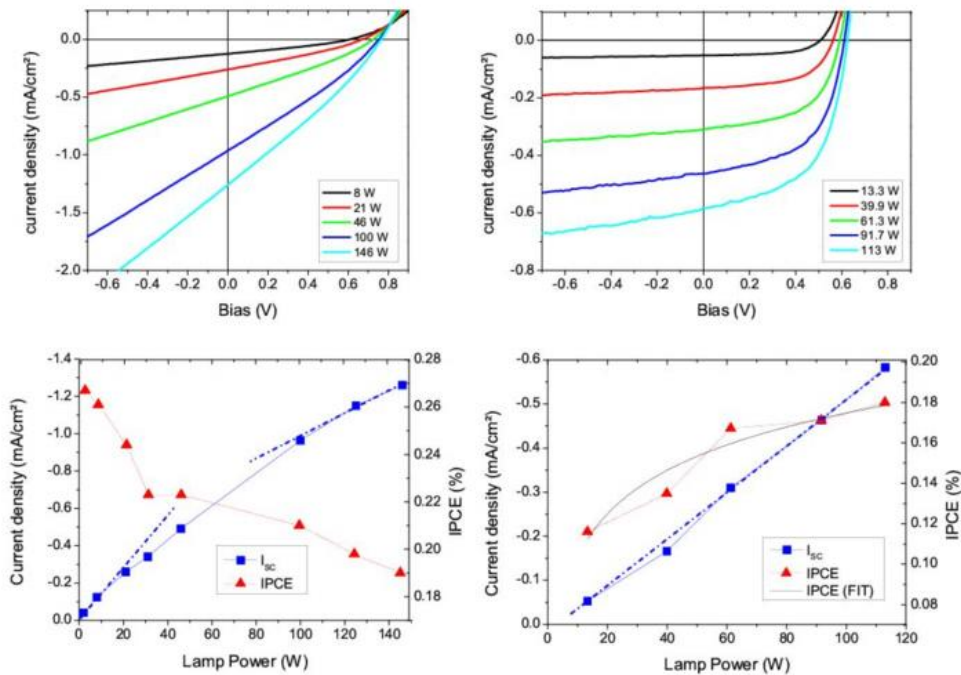 current density (mA/cm²)
0.0
-0.5
-1.0
-1.5
-2.0
8 W
21 W
46 W
100 W
146 W
-0.6 -0.4 -0.2 0.0 0.2 0.4 0.6 0.8
Bias (V)
current density (mA/cm²)
0.0
-0.2
-0.4
-0.6
-0.8
13.3 W
39.9 W
61.3 W
91.7 W
113 W
-0.6 -0.4 -0.2 0.0 0.2 0.4 0.6 0.8
Bias (V)
Current density (mA/cm²)
-1.4
-1.2
-1.0
-0.8
-0.6
-0.4
-0.2
0.0
Isc
IPCE
0.28
0.26
0.24
0.22
0.20
0.18
IPCE (%)
0 20 40 60 80 100 120 140
Lamp Power (W)
Current density (mA/cm²)
-0.6
-0.5
-0.4
-0.3
-0.2
-0.1
0.0
Isc
IPCE
IPCE (FIT)
0.20
0.18
0.16
0.14
0.12
0.10
0.08
IPCE (%)
0 20 40 60 80 100 120
Lamp Power (W)